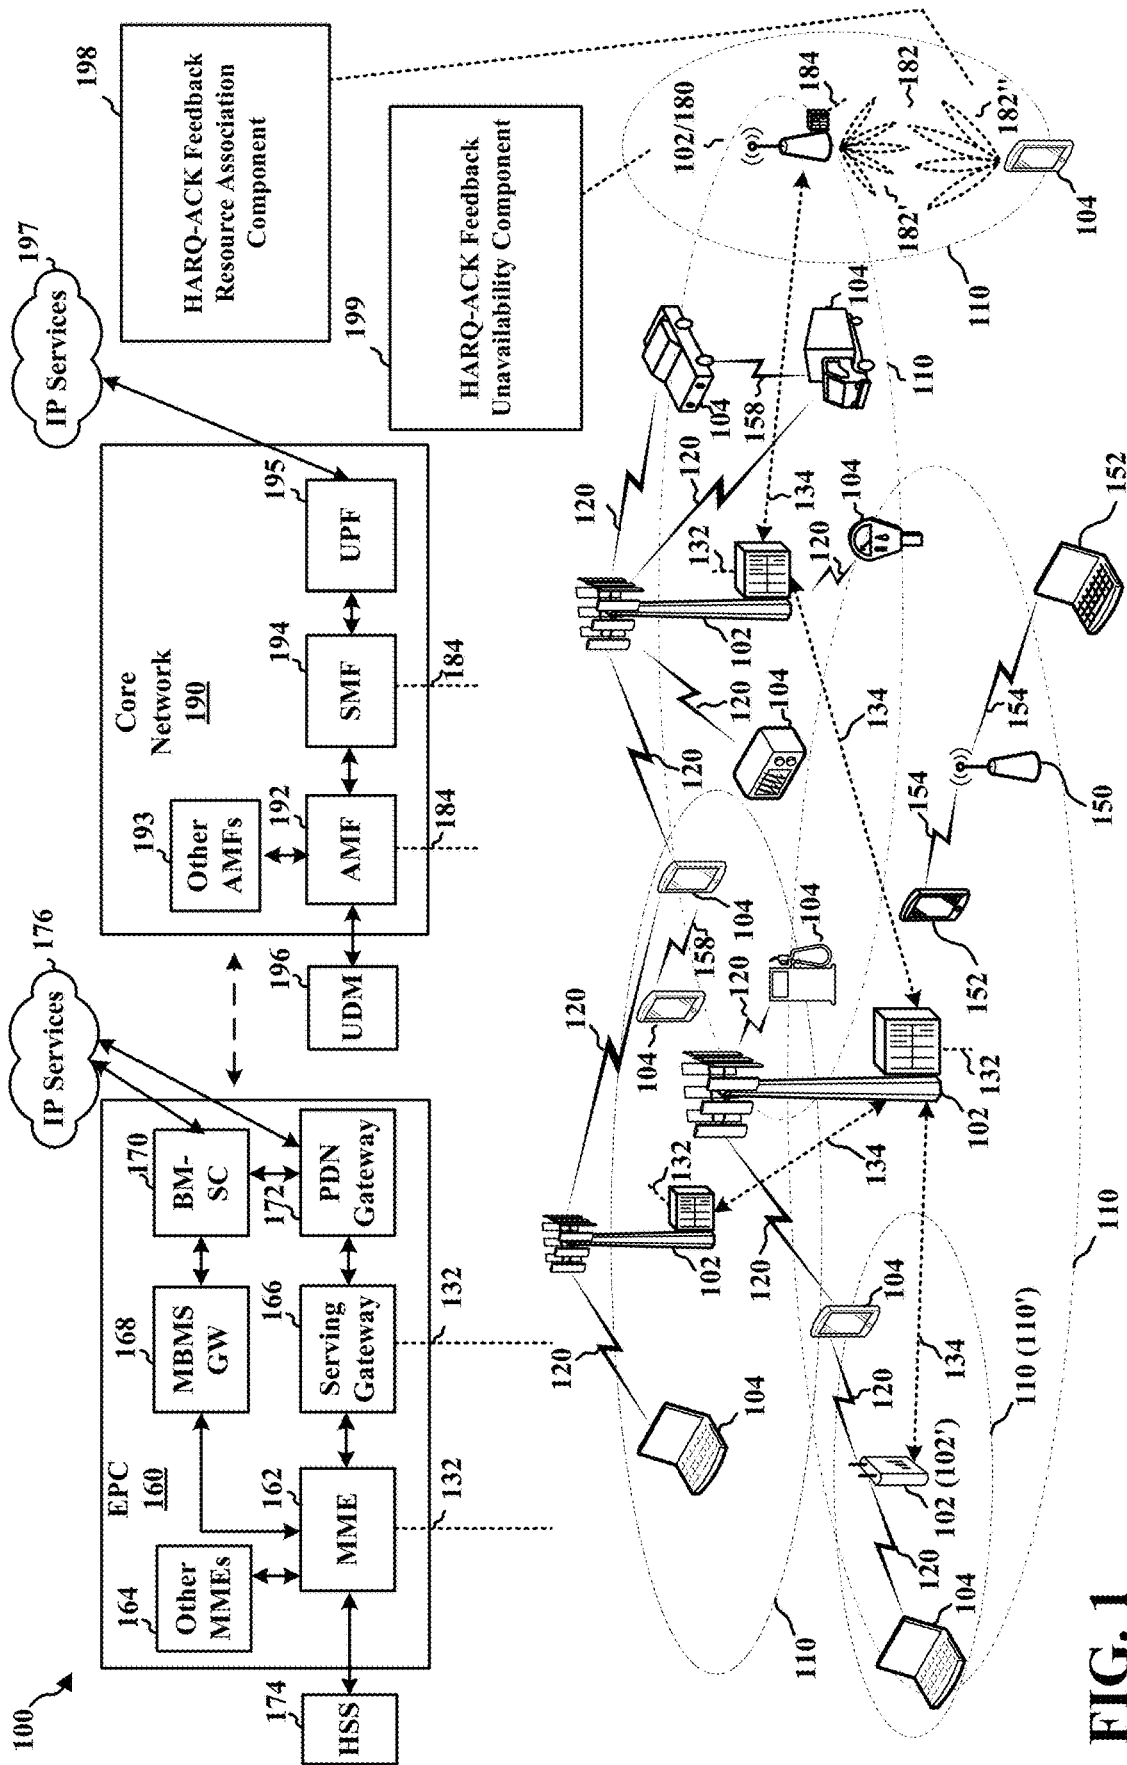 100
IP Services
176
IP Services
197
198
HARQ-ACK Feedback
Resource Association
Component
199
HARQ-ACK Feedback
Unavailability Component
EPC
160
164
Other
MMEs
168
MBMS
GW
170
BM-
SC
174
HSS
162
MME
166
Serving
Gateway
172
PDN
Gateway
132
132
Core
Network
190
193
Other
AMFs
196
UDM
192
AMF
194
SMF
195
UPF
184
184
120
104
120
102
132
104
158
104
120
120
120
104
102
132
120
104
158
104
120
134
102/180
184
182
182'
182"
104
110
110
110
134
120
104
120
104
120
104
134
102
132
120
104
134
120
102 (102')
120
104
110 (110')
110
134
152
154
150
154
152
FIG. 1